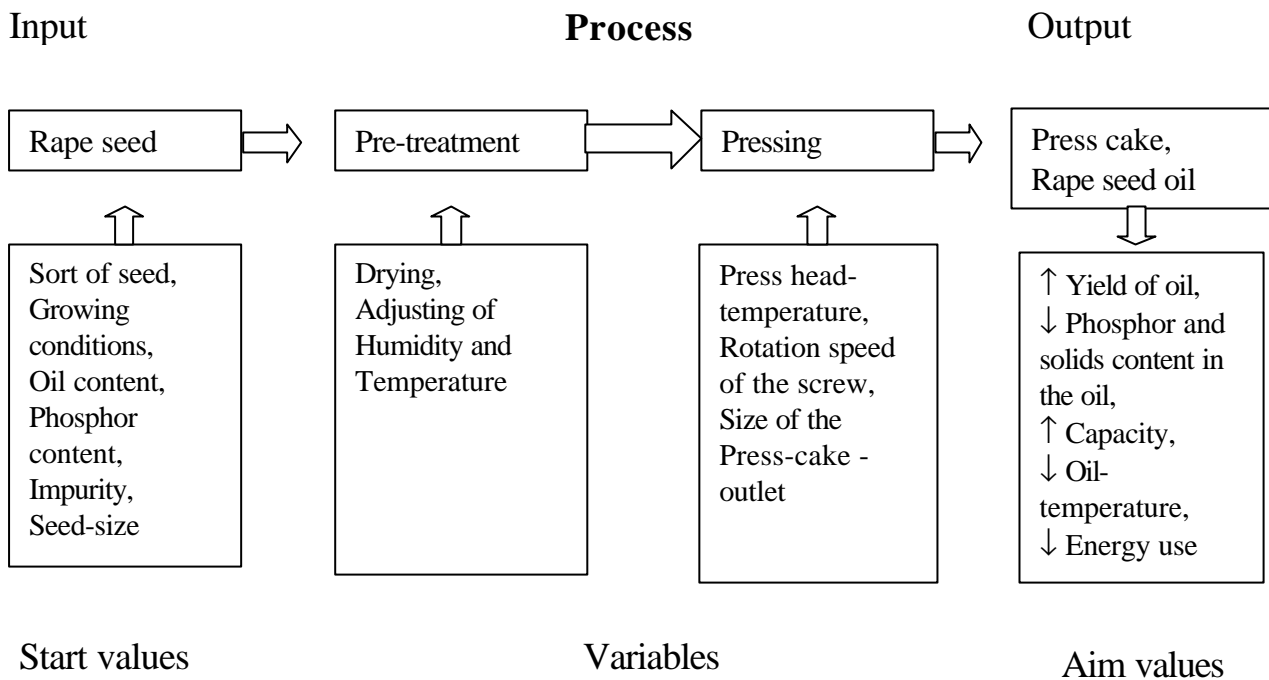 Input
Process
Output
Rape seed
Pre-treatment
Pressing
Press cake,
Rape seed oil
Sort of seed,
Growing
conditions,
Oil content,
Phosphor
content,
Impurity,
Seed-size
Drying,
Adjusting of
Humidity and
Temperature
Press head-
temperature,
Rotation speed
of the screw,
Size of the
Press-cake -
outlet
↑ Yield of oil,
↓ Phosphor and
solids content in
the oil,
↑ Capacity,
↓ Oil-
temperature,
↓ Energy use
Start values
Variables
Aim values